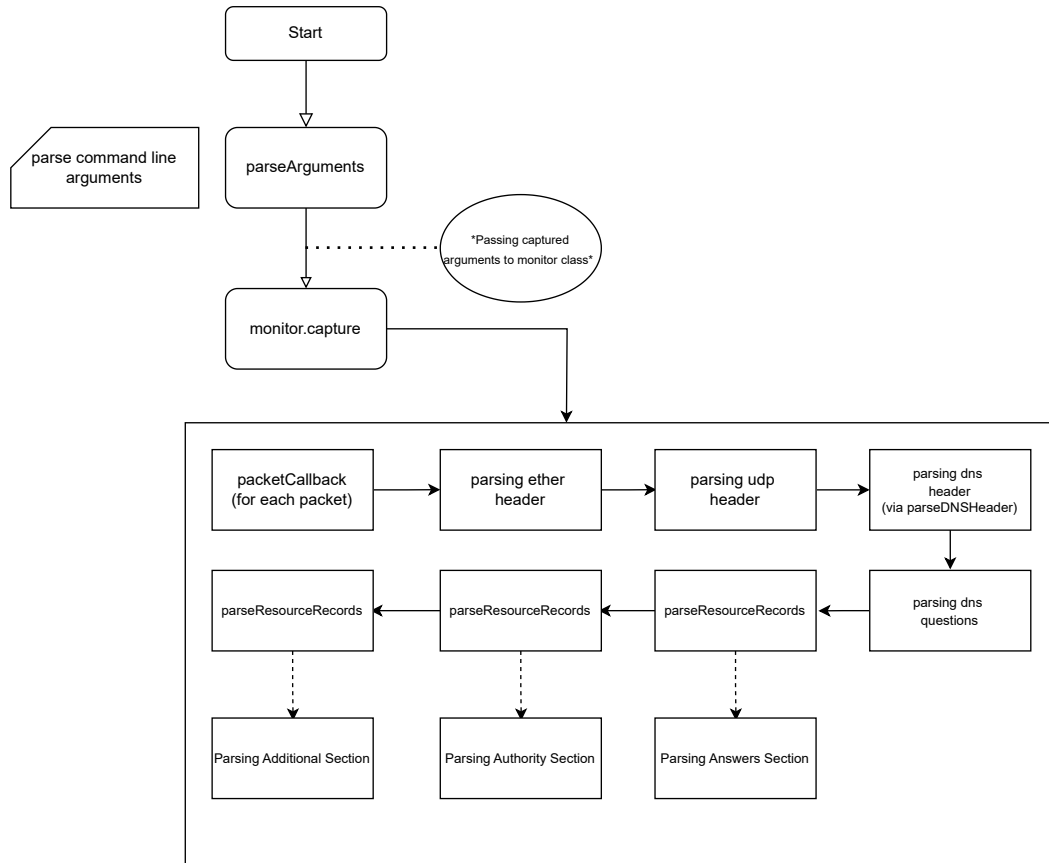 Start
parse command line
arguments
parseArguments
*Passing captured
arguments to monitor class*
monitor.capture
packetCallback
(for each packet)
parsing ether
header
parsing udp
header
parsing dns
header
(via parseDNSHeader)
parseResourceRecords
parseResourceRecords
parseResourceRecords
parsing dns
questions
Parsing Additional Section
Parsing Authority Section
Parsing Answers Section